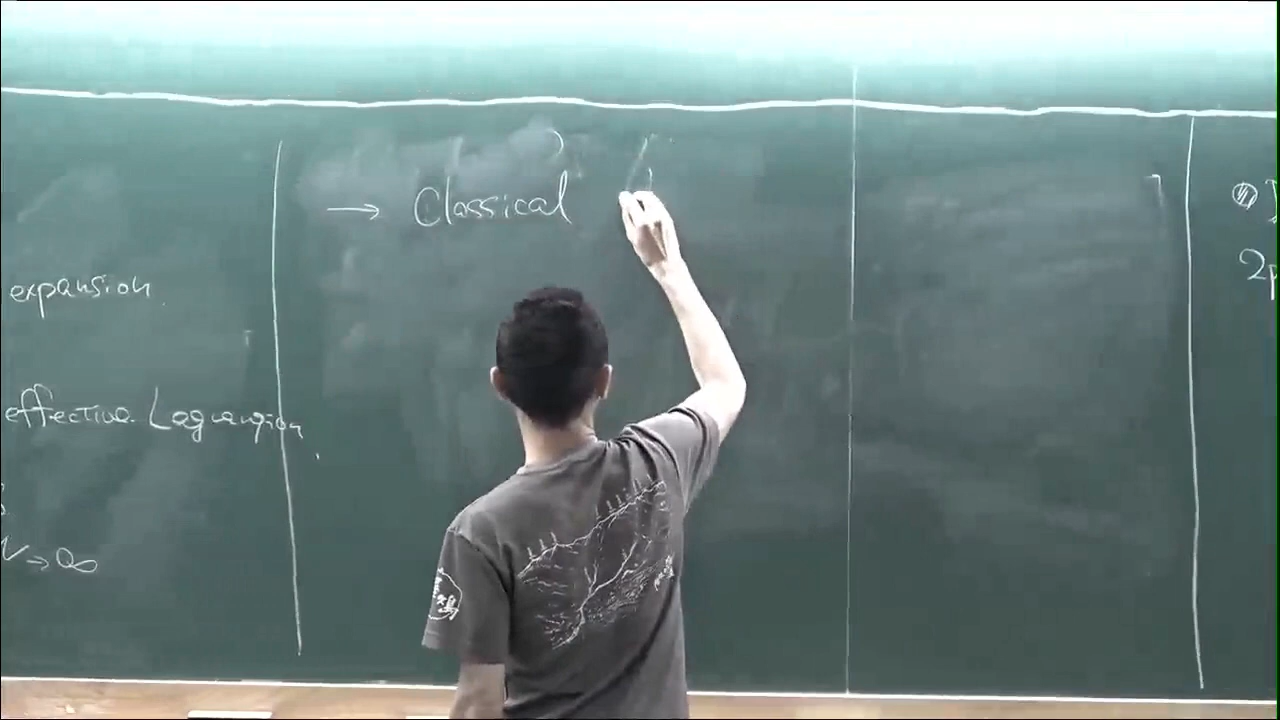 expansion.
effective Lagrangian
N→∞
→ Classical
2p